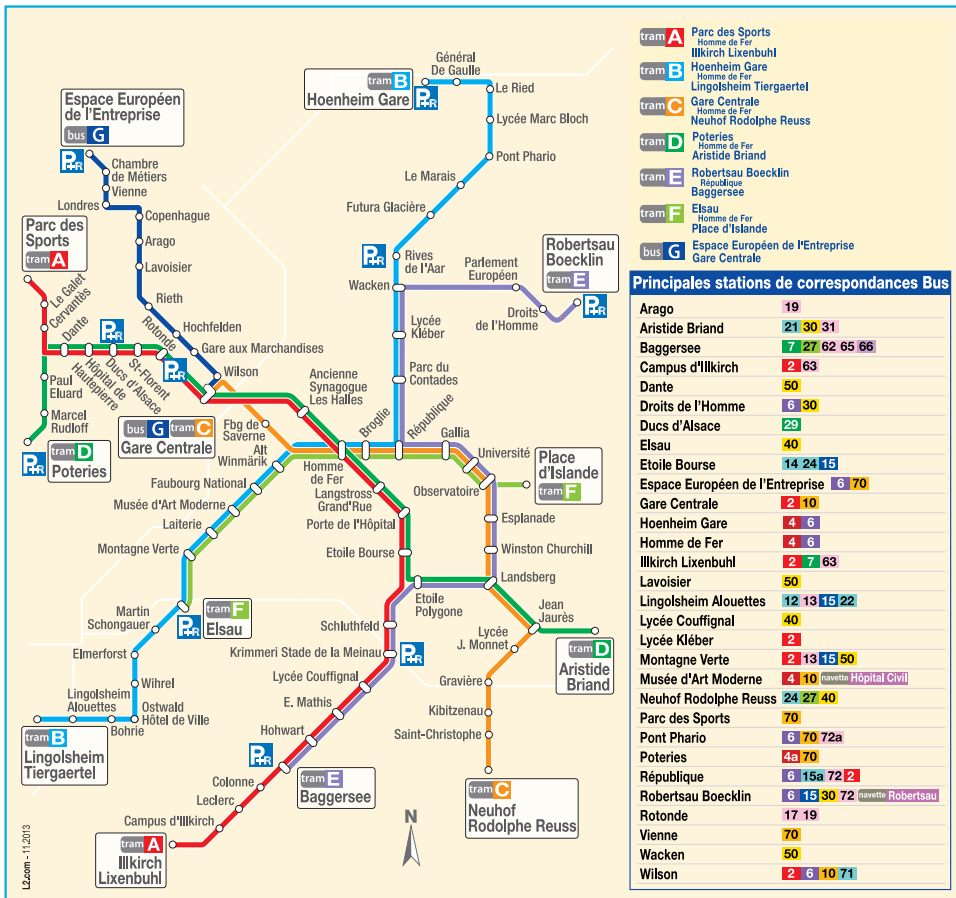 tram B
Hoenheim Gare
P+R
Général
De Gaulle
Le Ried
Lycée Marc Bloch
Pont Phario
Le Marais
Futura Glacière
P+R
Rives
de l'Aar
Wacken
Parlement
Européen
Droits
de l'Homme
Robertsau
Boecklin
tram E
P+R
Lycée
Kléber
Parc du
Contades
Espace Européen
de l'Entreprise
bus G
P+R
Chambre
de Métiers
Vienne
Londres
Copenhague
Arago
Lavoisier
Rieth
Hochfelden
Gare aux Marchandises
Wilson
Parc des
Sports
tram A
Le Galet
Cervantès
Dante
Hôpital de
Hautepierre
Ducs d'Alsace
St-Florent
Rotonde
P+R
P+R
Paul
Eluard
Marcel
Rudloff
P+R
tram D
Poteries
bus G tram C
Gare Centrale
Ancienne
Synagogue
Les Halles
Fbg de
Saverne
Alt
Winmärik
Faubourg National
Musée d'Art Moderne
Laiterie
Montagne Verte
Homme
de Fer
Broglie
République
Gallia
Université
Observatoire
Place
d'Islande
tram F
Langstross
Grand'Rue
Porte de l'Hôpital
Etoile Bourse
Esplanade
Winston Churchill
Landsberg
Etoile
Polygone
Jean
Jaurès
tram D
Aristide
Briand
Martin
Schongauer
P+R
tram F
Elsau
Elmerforst
Wihrel
Ostwald
Hôtel de Ville
Bohrie
Lingolsheim
Alouettes
tram B
Lingolsheim
Tiergaertel
Schluthfeld
Krimmeri Stade de la Meinau
P+R
Lycée Couffignal
E. Mathis
Hohwart
P+R
tram E
Baggersee
Colonne
Leclerc
Campus d'Illkirch
tram A
Illkirch
Lixenbuhl
Lycée
J. Monnet
Gravière
Kibitzenau
Saint-Christophe
tram C
Neuhof
Rodolphe Reuss
N
L2.com - 11.2013
tram A Parc des Sports
Homme de Fer
Illkirch Lixenbuhl
tram B Hoenheim Gare
Homme de Fer
Lingolsheim Tiergaertel
tram C Gare Centrale
Homme de Fer
Neuhof Rodolphe Reuss
tram D Poteries
Homme de Fer
Aristide Briand
tram E Robertsau Boecklin
République
Baggersee
tram F Elsau
Homme de Fer
Place d'Islande
bus G Espace Européen de l'Entreprise
Gare Centrale
Principales stations de correspondances Bus
Arago 19
Aristide Briand 21 30 31
Baggersee 7 27 62 65 66
Campus d'Illkirch 2 63
Dante 50
Droits de l'Homme 6 30
Ducs d'Alsace 29
Elsau 40
Etoile Bourse 14 24 15
Espace Européen de l'Entreprise 6 70
Gare Centrale 2 10
Hoenheim Gare 4 6
Homme de Fer 4 6
Illkirch Lixenbuhl 2 7 63
Lavoisier 50
Lingolsheim Alouettes 12 13 15 22
Lycée Couffignal 40
Lycée Kléber 2
Montagne Verte 2 13 15 50
Musée d'Art Moderne 4 10 navette Hôpital Civil
Neuhof Rodolphe Reuss 24 27 40
Parc des Sports 70
Pont Phario 6 70 72a
Poteries 4a 70
République 6 15a 72 2
Robertsau Boecklin 6 15 30 72 navette Robertsau
Rotonde 17 19
Vienne 70
Wacken 50
Wilson 2 6 10 71